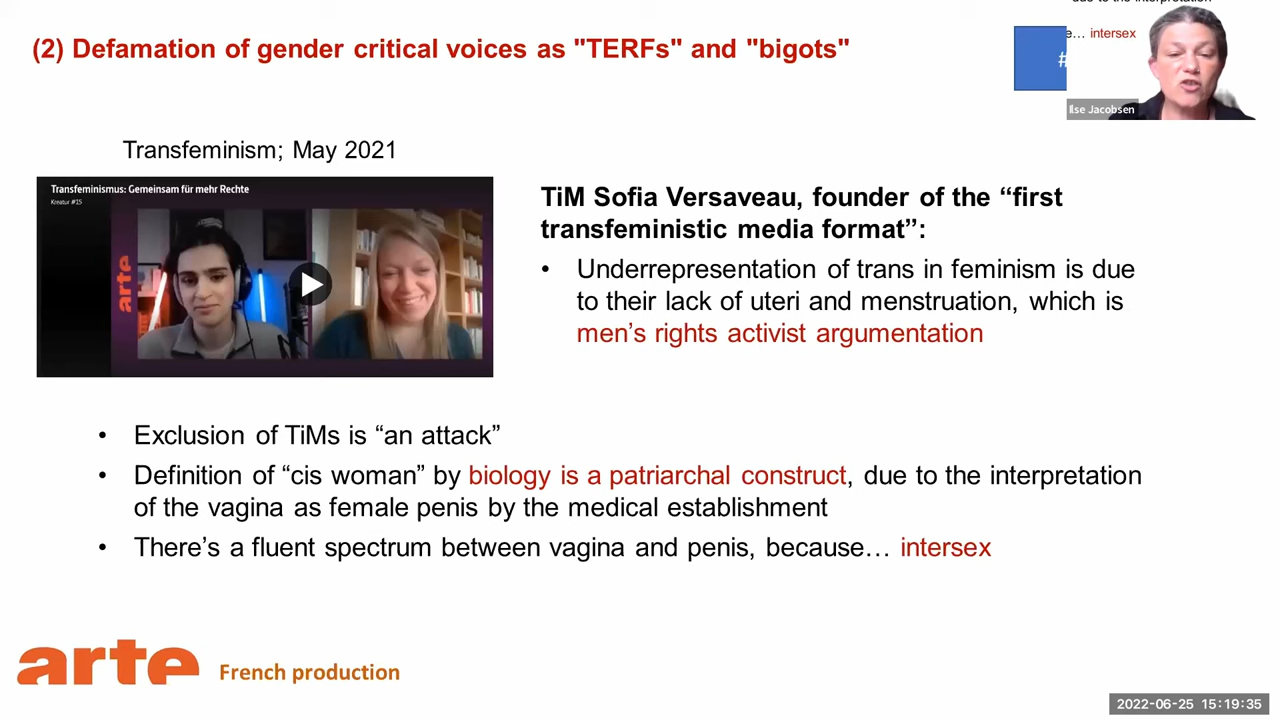 due to the interpretation
e... intersex
#
(2) Defamation of gender critical voices as "TERFs" and "bigots"
Ilse Jacobsen
Transfeminism; May 2021
Transfeminismus: Gemeinsam für mehr Rechte
Kreatur #15
arte
TiM Sofia Versaveau, founder of the “first
transfeministic media format”:
• Underrepresentation of trans in feminism is due
to their lack of uteri and menstruation, which is
men’s rights activist argumentation
• Exclusion of TiMs is “an attack”
• Definition of “cis woman” by biology is a patriarchal construct, due to the interpretation
of the vagina as female penis by the medical establishment
• There’s a fluent spectrum between vagina and penis, because… intersex
arte
French production
2022-06-25 15:19:35